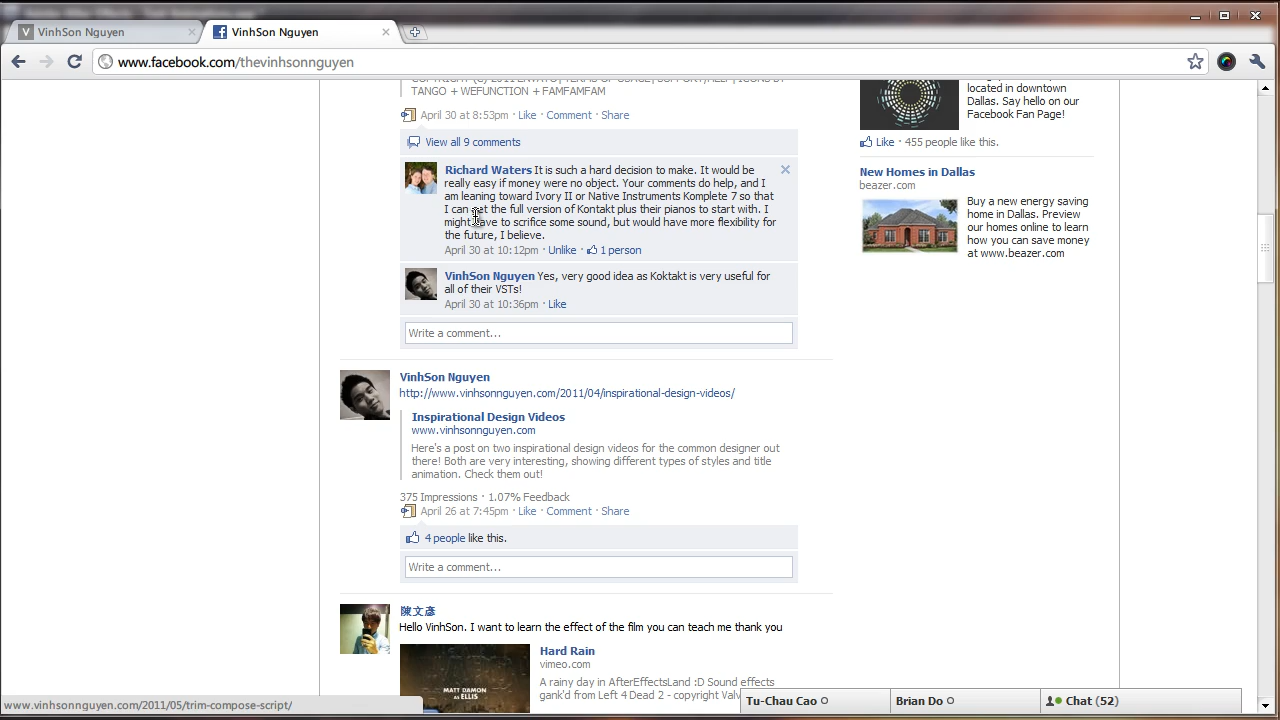 VinhSon Nguyen
VinhSon Nguyen
www.facebook.com/thevinhsonnguyen
TANGO + WEFUNCTION + FAMFAMFAM
April 30 at 8:53pm · Like · Comment · Share
View all 9 comments
Richard Waters It is such a hard decision to make. It would be
really easy if money were no object. Your comments do help, and I
am leaning toward Ivory II or Native Instruments Komplete 7 so that
I can get the full version of Kontakt plus their pianos to start with. I
might have to scrifice some sound, but would have more flexibility for
the future, I believe.
April 30 at 10:12pm · Unlike · 1 person
VinhSon Nguyen Yes, very good idea as Koktakt is very useful for
all of their VSTs!
April 30 at 10:36pm · Like
Write a comment...
VinhSon Nguyen
http://www.vinhsonnguyen.com/2011/04/inspirational-design-videos/
Inspirational Design Videos
www.vinhsonnguyen.com
Here's a post on two inspirational design videos for the common designer out
there! Both are very interesting, showing different types of styles and title
animation. Check them out!
375 Impressions · 1.07% Feedback
April 26 at 7:45pm · Like · Comment · Share
4 people like this.
Write a comment...
陳文彥
Hello VinhSon. I want to learn the effect of the film you can teach me thank you
MATT DAMON
AS ELLIS
Hard Rain
vimeo.com
A rainy day in AfterEffectsLand :D Sound effects
gank'd from Left 4 Dead 2 - copyright Valv
located in downtown
Dallas. Say hello on our
Facebook Fan Page!
Like · 455 people like this.
New Homes in Dallas
beazer.com
Buy a new energy saving
home in Dallas. Preview
our homes online to learn
how you can save money
at www.beazer.com
www.vinhsonnguyen.com/2011/05/trim-compose-script/
Tu-Chau Cao
Brian Do
Chat (52)